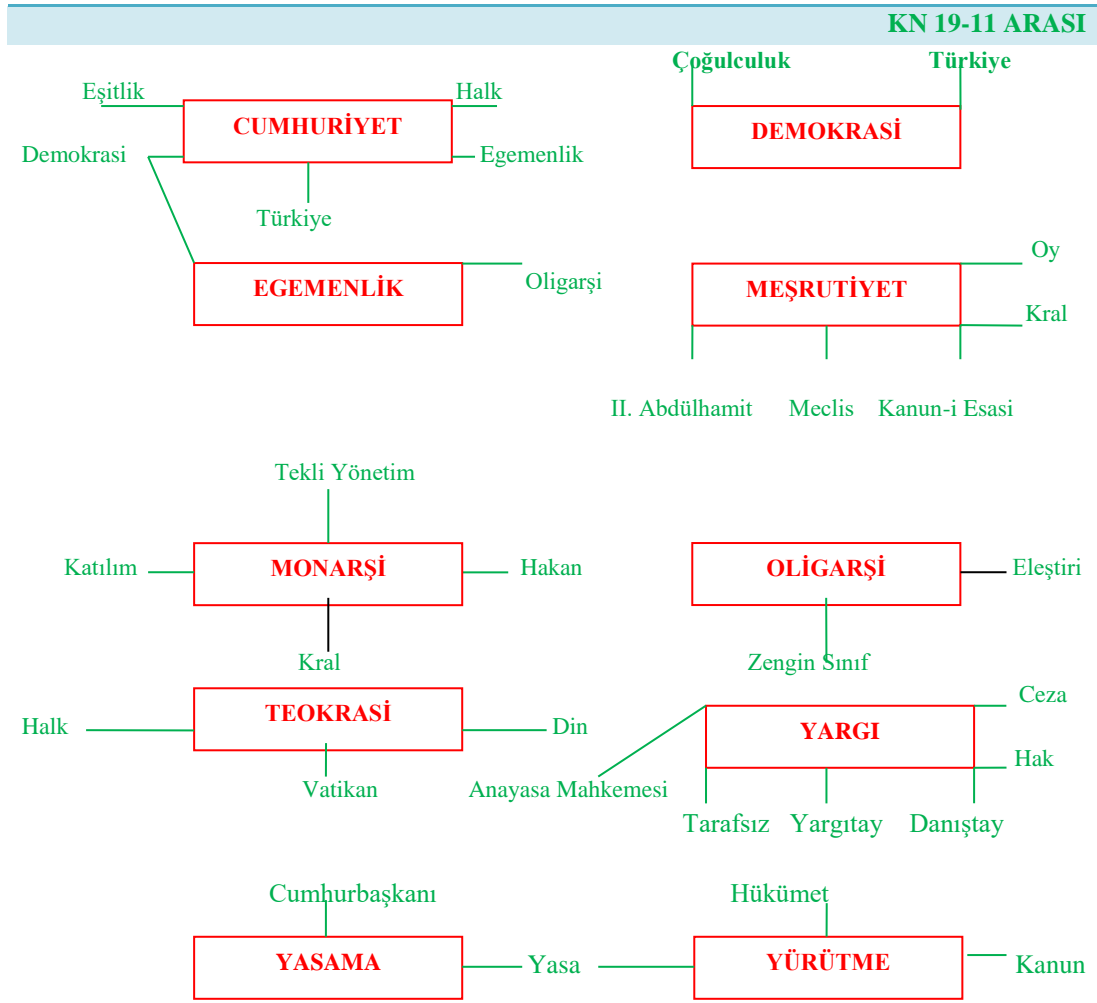 KN 19-11 ARASI
Çoğulculuk Türkiye
Eşitlik Halk
CUMHURİYET DEMOKRASİ
Demokrasi Egemenlik
Türkiye
Oy
EGEMENLİK Oligarşi MEŞRUTİYET
Kral
II. Abdülhamit Meclis Kanun-i Esasi
Tekli Yönetim
Katılım MONARŞİ Hakan OLİGARŞİ Eleştiri
Kral Zengin Sınıf
TEOKRASİ Ceza
Halk Din YARGI
Hak
Vatikan Anayasa Mahkemesi
Tarafsız Yargıtay Danıştay
Cumhurbaşkanı Hükümet
YASAMA Yasa YÜRÜTME Kanun